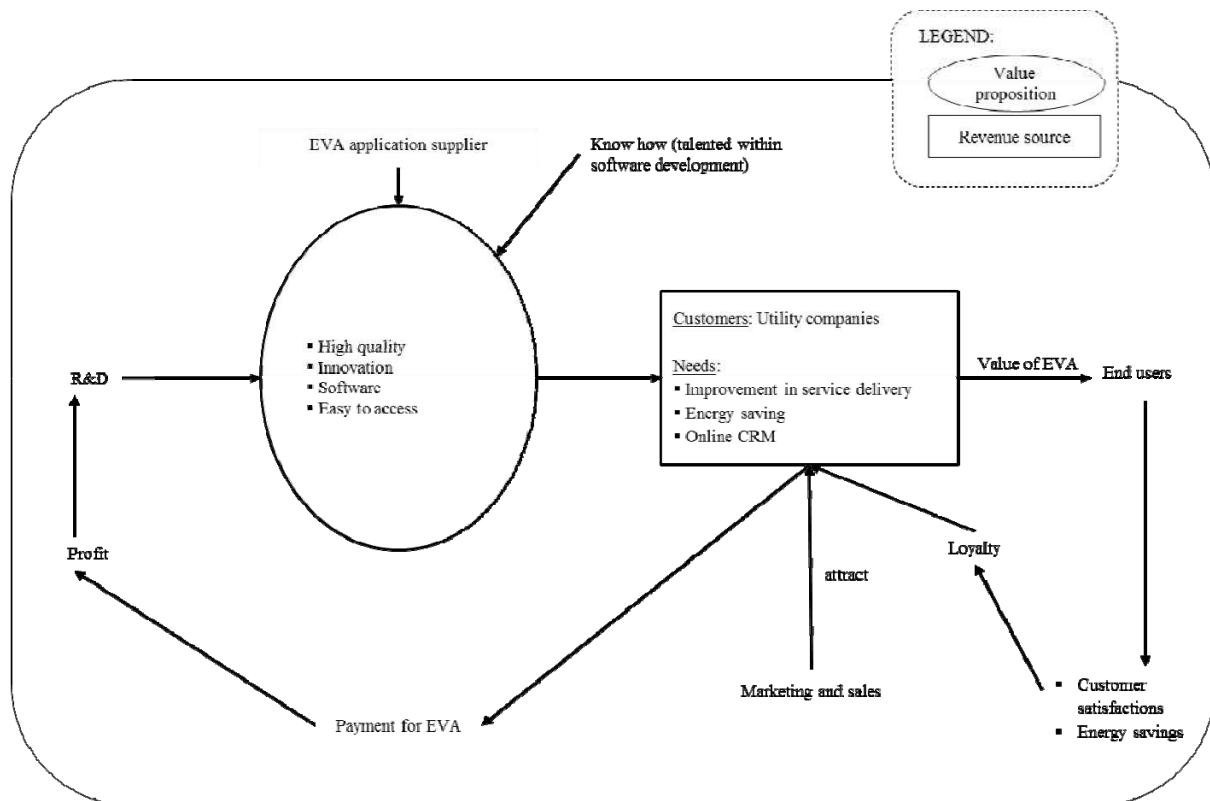 LEGEND:
Value
proposition
Revenue source
EVA application supplier
Know how (talented within
software development)
▪ High quality
▪ Innovation
▪ Software
▪ Easy to access
Customers: Utility companies
Needs:
▪ Improvement in service delivery
▪ Energy saving
▪ Online CRM
Value of EVA
End users
R&D
Profit
Loyalty
attract
Marketing and sales
Payment for EVA
▪ Customer
satisfactions
▪ Energy savings